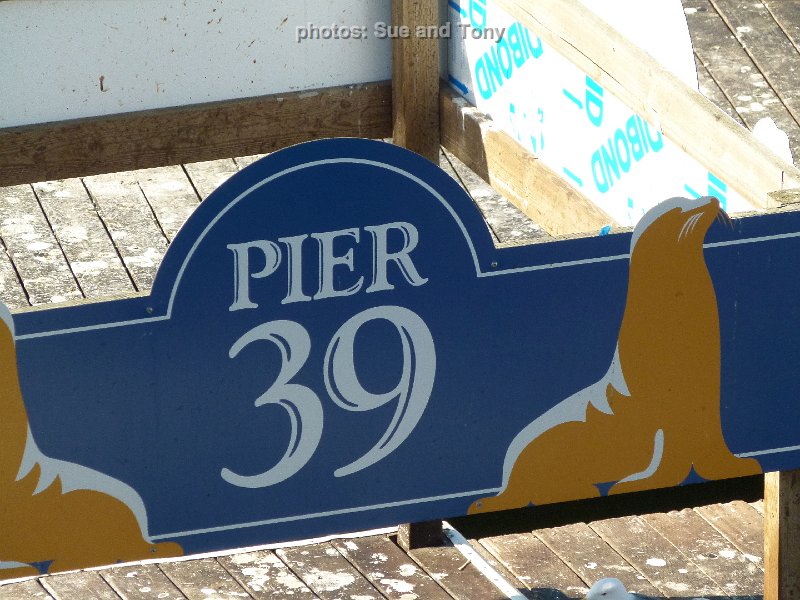 photos: Sue and Tony
DIBOND
DIBOND
PIER
39